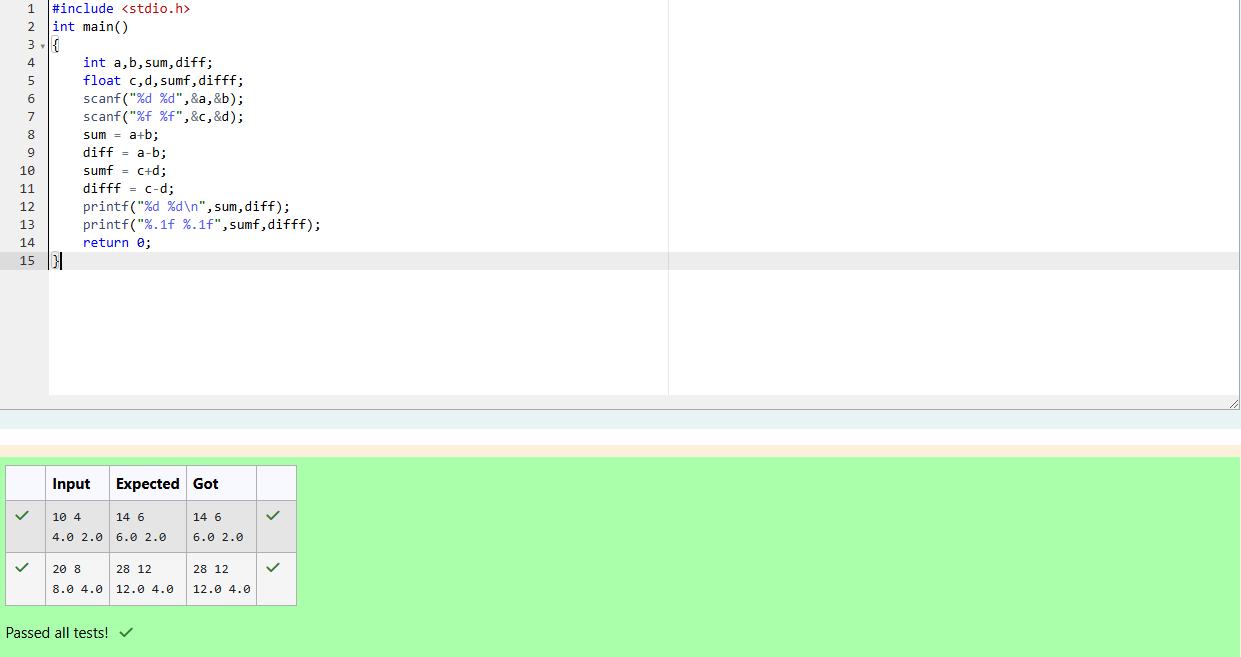 1 #include <stdio.h>
2 int main()
3 {
4     int a,b,sum,diff;
5     float c,d,sumf,difff;
6     scanf("%d %d",&a,&b);
7     scanf("%f %f",&c,&d);
8     sum = a+b;
9     diff = a-b;
10     sumf = c+d;
11     difff = c-d;
12     printf("%d %d\n",sum,diff);
13     printf("%.1f %.1f",sumf,difff);
14     return 0;
15 }
Input Expected Got
10 4 14 6 14 6
4.0 2.0 6.0 2.0 6.0 2.0
20 8 28 12 28 12
8.0 4.0 12.0 4.0 12.0 4.0
Passed all tests!